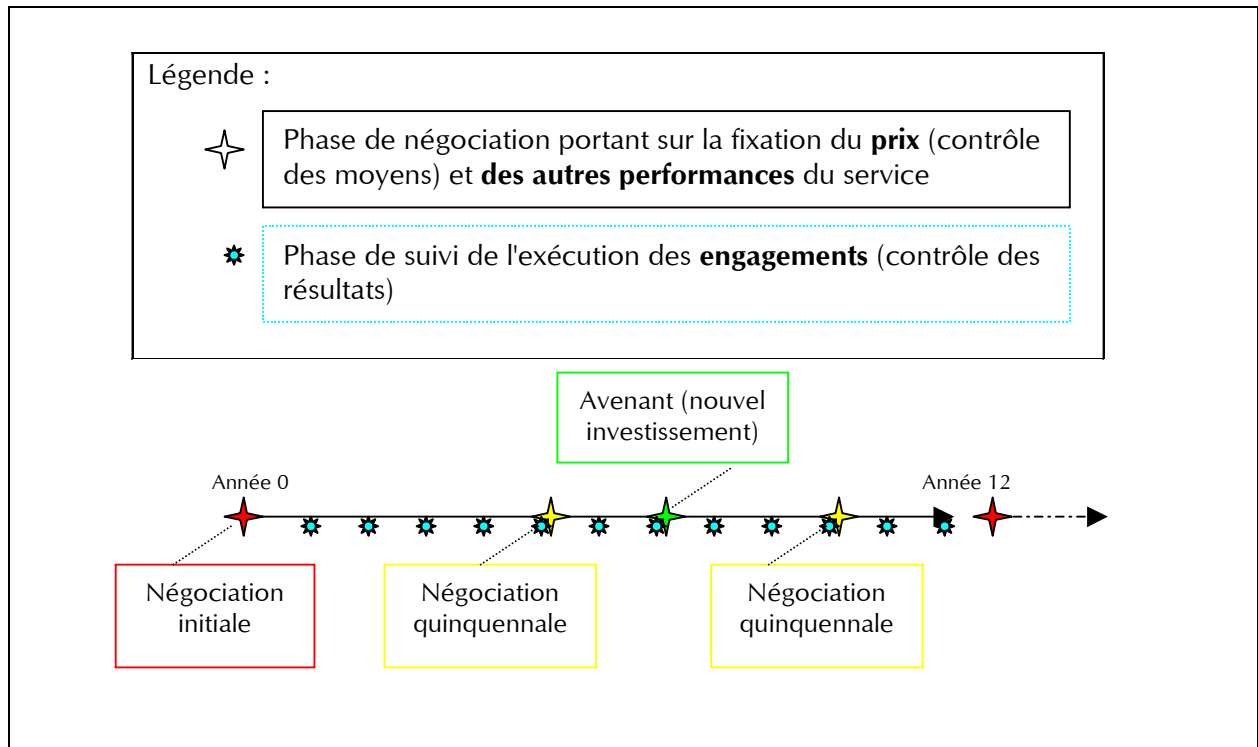 Légende :
Phase de négociation portant sur la fixation du prix (contrôle
des moyens) et des autres performances du service
Phase de suivi de l'exécution des engagements (contrôle des
résultats)
Avenant (nouvel
investissement)
Année 0
Année 12
Négociation
initiale
Négociation
quinquennale
Négociation
quinquennale